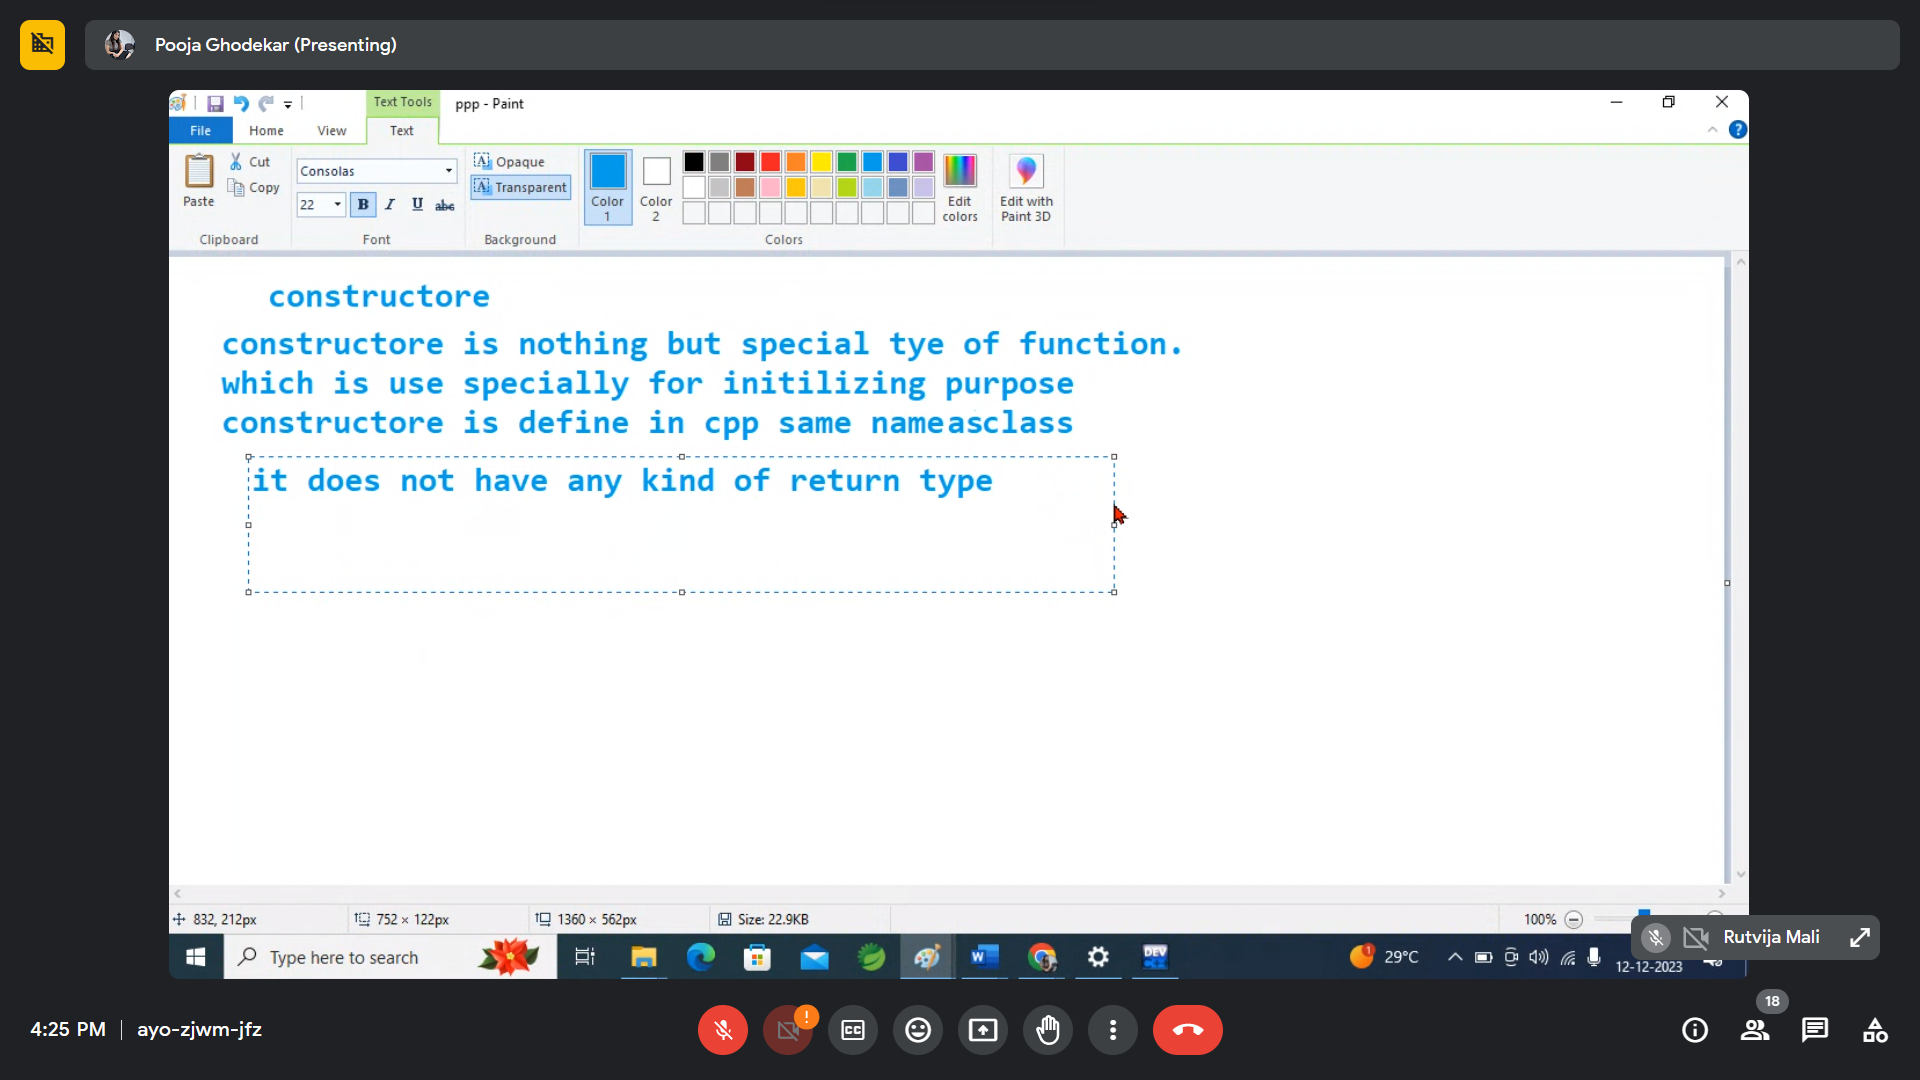 Pooja Ghodekar (Presenting)
Text Tools
ppp - Paint
File
Home
View
Text
Paste
Cut
Copy
Clipboard
Consolas
22
B
I
U
abc
Font
Opaque
Transparent
Background
Color
1
Color
2
Edit
colors
Colors
Edit with
Paint 3D
constructore
constructore is nothing but special tye of function.
which is use specially for initilizing purpose
constructore is define in cpp same nameasclass
it does not have any kind of return type
832, 212px
752 × 122px
1360 × 562px
Size: 22.9KB
100%
Type here to search
DEV
1
29°C
12-12-2023
Rutvija Mali
4:25 PM
ayo-zjwm-jfz
18